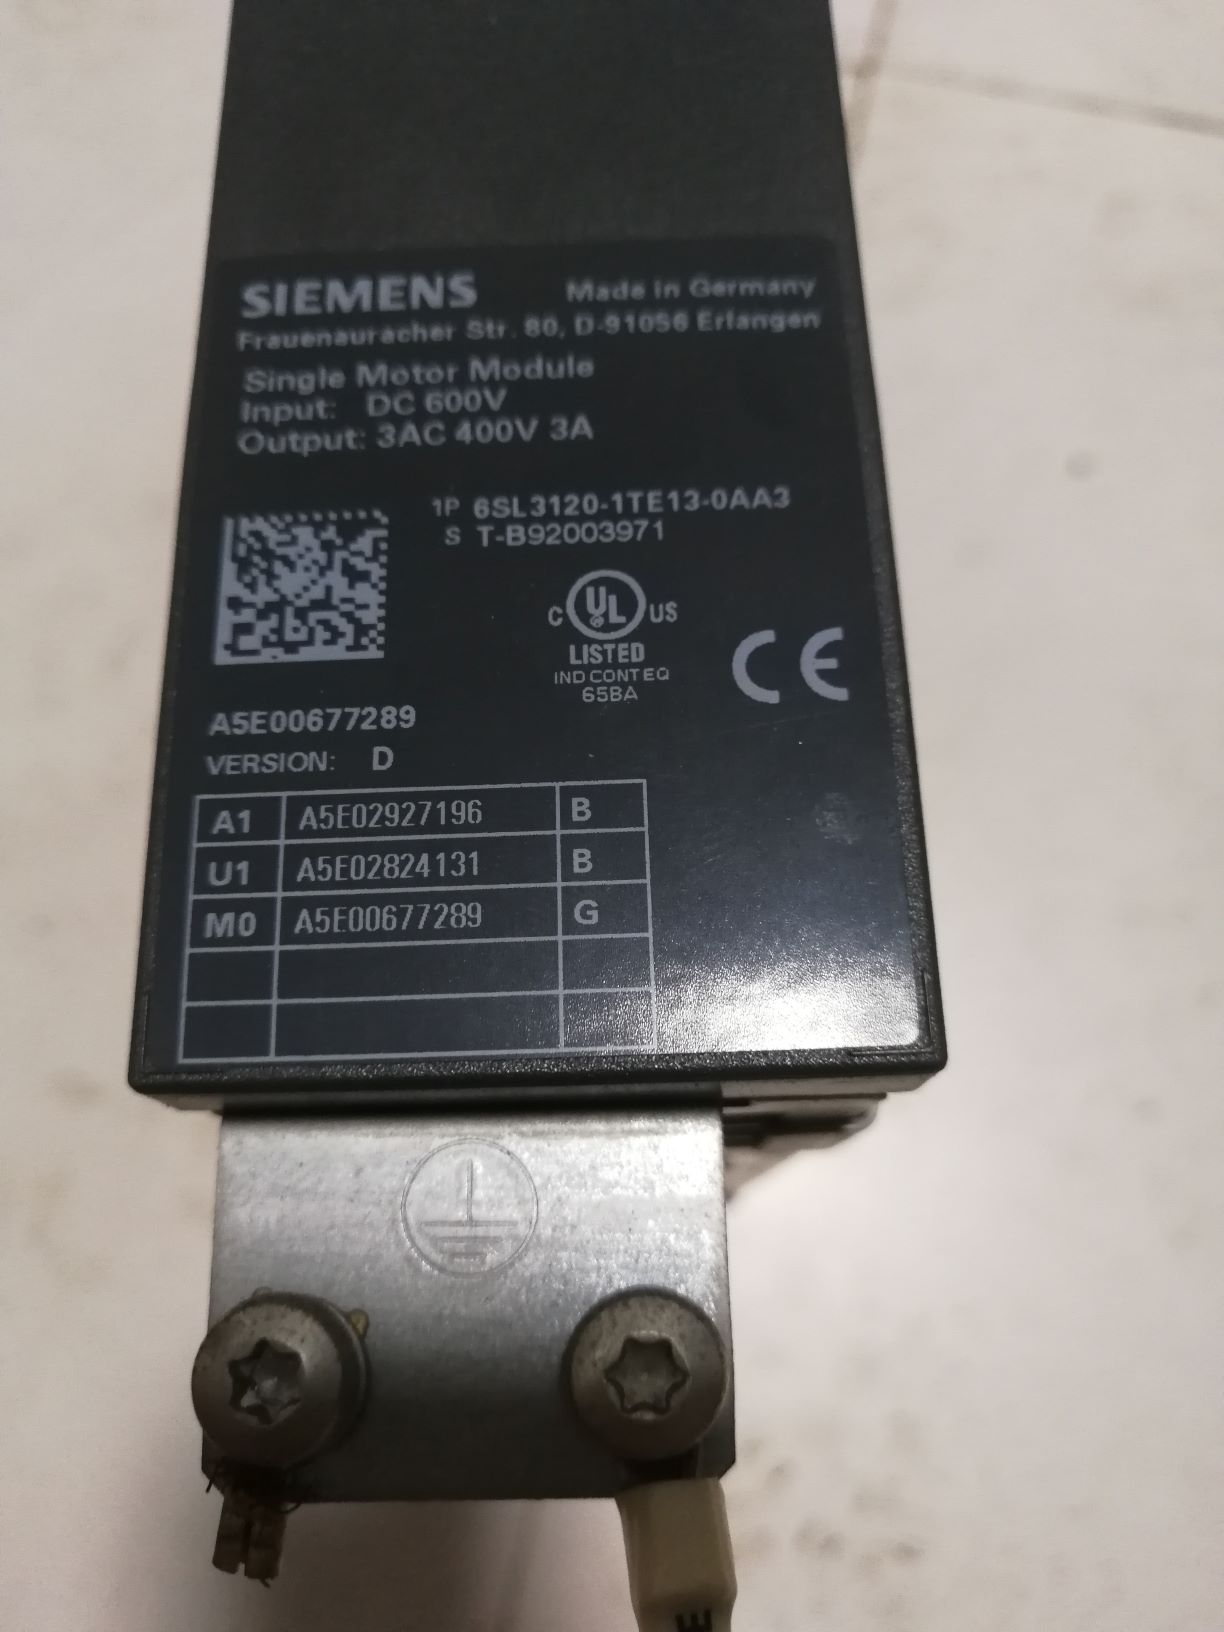 SIEMENS Made in Germany
Frauenauracher Str. 80, D-91056 Erlangen
Single Motor Module
Input: DC 600V
Output: 3AC 400V 3A
1P 6SL3120-1TE13-0AA3
S T-B92003971
C UL US
LISTED
IND CONT EQ
65BA
CE
A5E00677289
VERSION: D
A1 A5E02927196 B
U1 A5E02824131 B
M0 A5E00677289 G